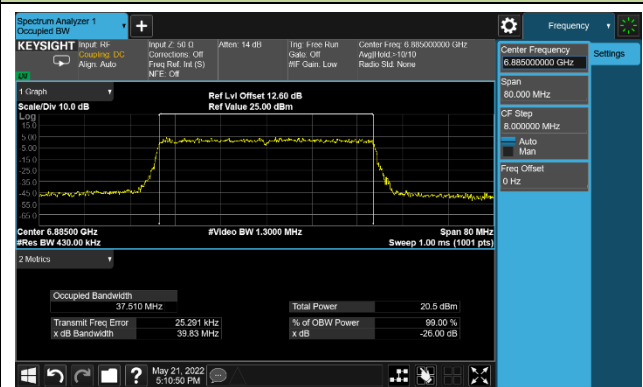 Spectrum Analyzer 1
Occupied BW
Frequency
KEYSIGHT
Input: RF
Coupling: DC
Align: Auto
Input Z: 50 Ω
Corrections: Off
Freq Ref: Int (S)
NFE: Off
Atten: 14 dB
Trig: Free Run
Gate: Off
#IF Gain: Low
Center Freq: 6.885000000 GHz
Avg|Hold:>10/10
Radio Std: None
Center Frequency
6.885000000 GHz
Settings
Span
80.000 MHz
CF Step
8.000000 MHz
Auto
Man
Freq Offset
0 Hz
1 Graph
Scale/Div 10.0 dB
Ref Lvl Offset 12.60 dB
Ref Value 25.00 dBm
Log
15.0
5.00
-5.00
-15.0
-25.0
-35.0
-45.0
-55.0
-65.0
Center 6.88500 GHz
#Video BW 1.3000 MHz
Span 80 MHz
#Res BW 430.00 kHz
Sweep 1.00 ms (1001 pts)
2 Metrics
Occupied Bandwidth
37.510 MHz
Total Power 20.5 dBm
Transmit Freq Error 25.291 kHz
% of OBW Power 99.00 %
x dB Bandwidth 39.83 MHz
x dB -26.00 dB
May 21, 2022
5:10:50 PM